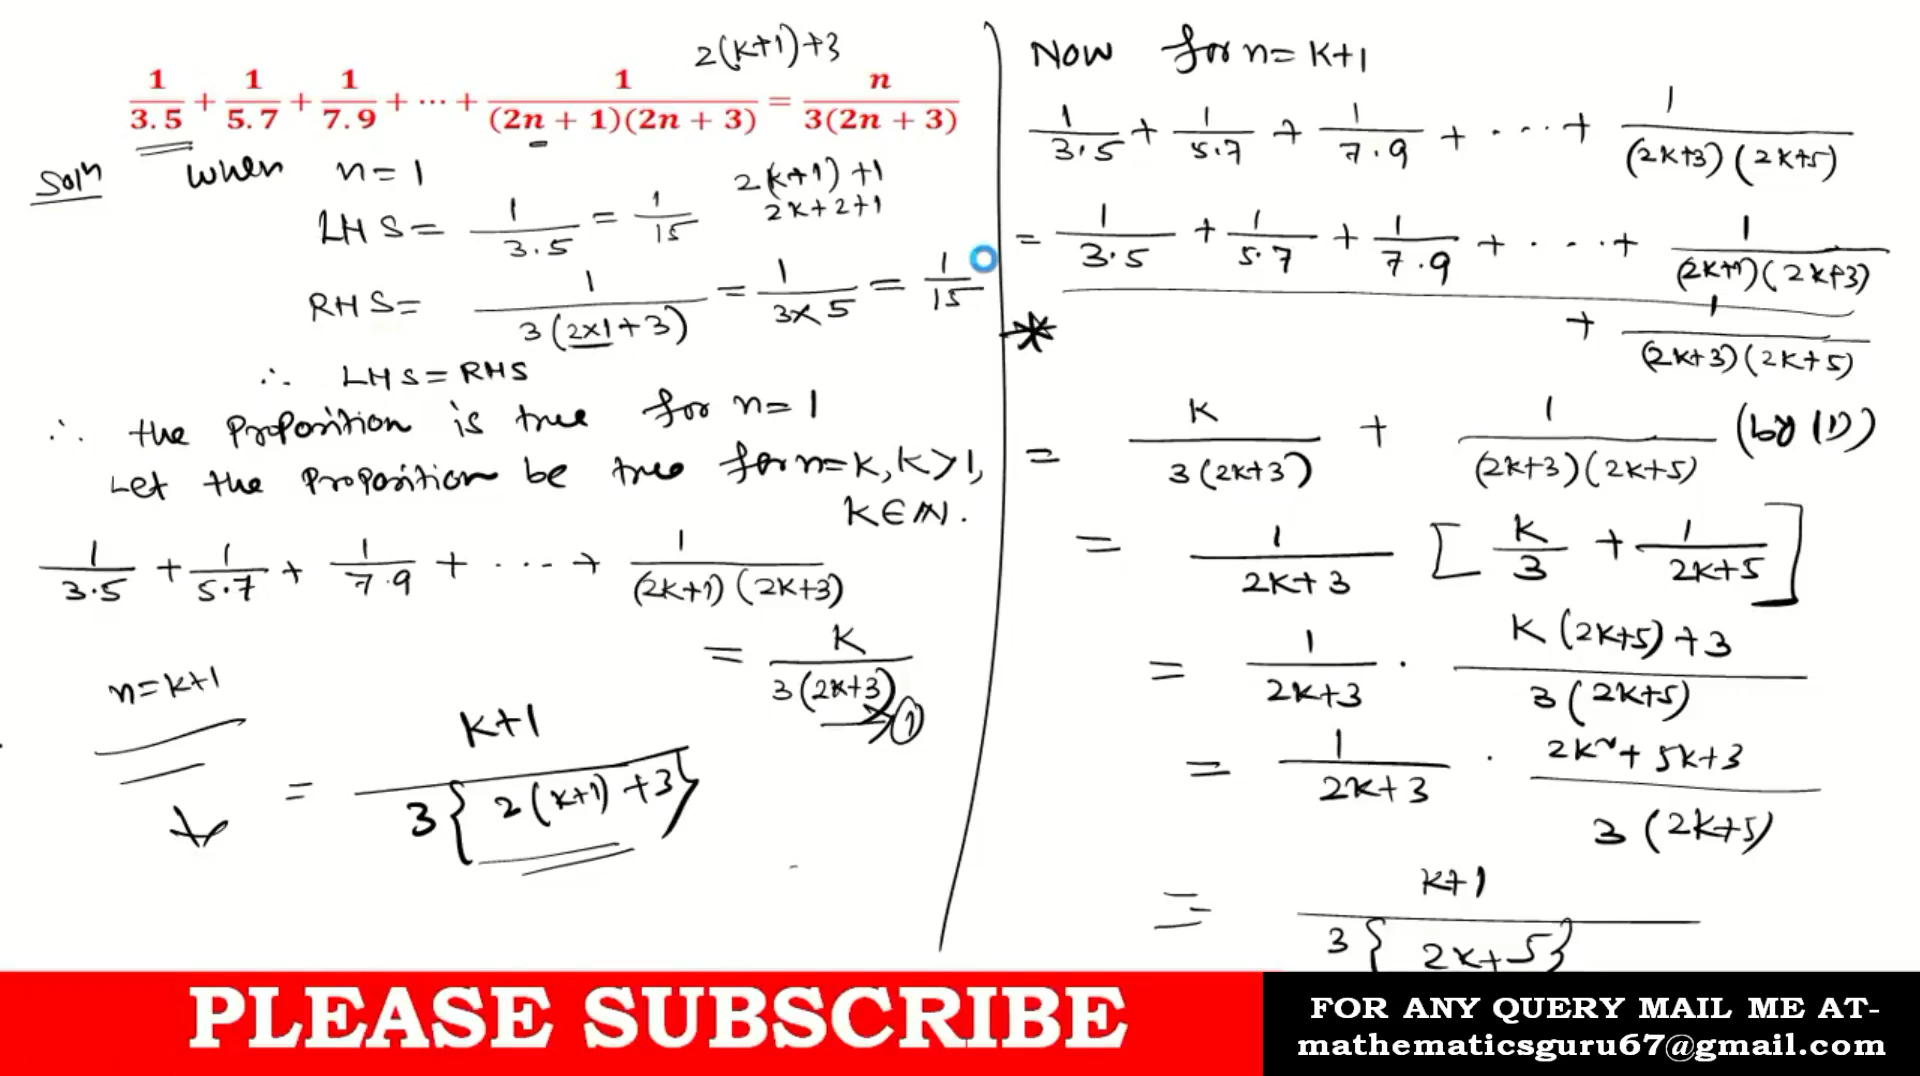 2(k+1)+3
1/3.5 + 1/5.7 + 1/7.9 + ... + 1/(2n + 1)(2n + 3) = n/3(2n + 3)
Soln when n=1
2(k+1)+1
2k+2+1
LHS = 1/3.5 = 1/15
RHS = 1/3(2x1+3) = 1/3x5 = 1/15
∴ LHS = RHS
∴ the proposition is true for n=1
Let the proposition be true for n=k, k>1,
k∈N.
1/3.5 + 1/5.7 + 1/7.9 + ... + 1/(2k+1)(2k+3)
= k/3(2k+3) → ①
n=k+1
= k+1/3{2(k+1)+3}
Now for n=k+1
1/3.5 + 1/5.7 + 1/7.9 + ... + 1/(2k+3)(2k+5)
= 1/3.5 + 1/5.7 + 1/7.9 + ... + 1/(2k+1)(2k+3)
+ 1/(2k+3)(2k+5)
= k/3(2k+3) + 1/(2k+3)(2k+5) (by (1))
= 1/2k+3 [k/3 + 1/2k+5]
= 1/2k+3 . k(2k+5)+3/3(2k+5)
= 1/2k+3 . 2k²+5k+3/3(2k+5)
= k+1/3{2k+5}
PLEASE SUBSCRIBE
FOR ANY QUERY MAIL ME AT-
mathematicsguru67@gmail.com